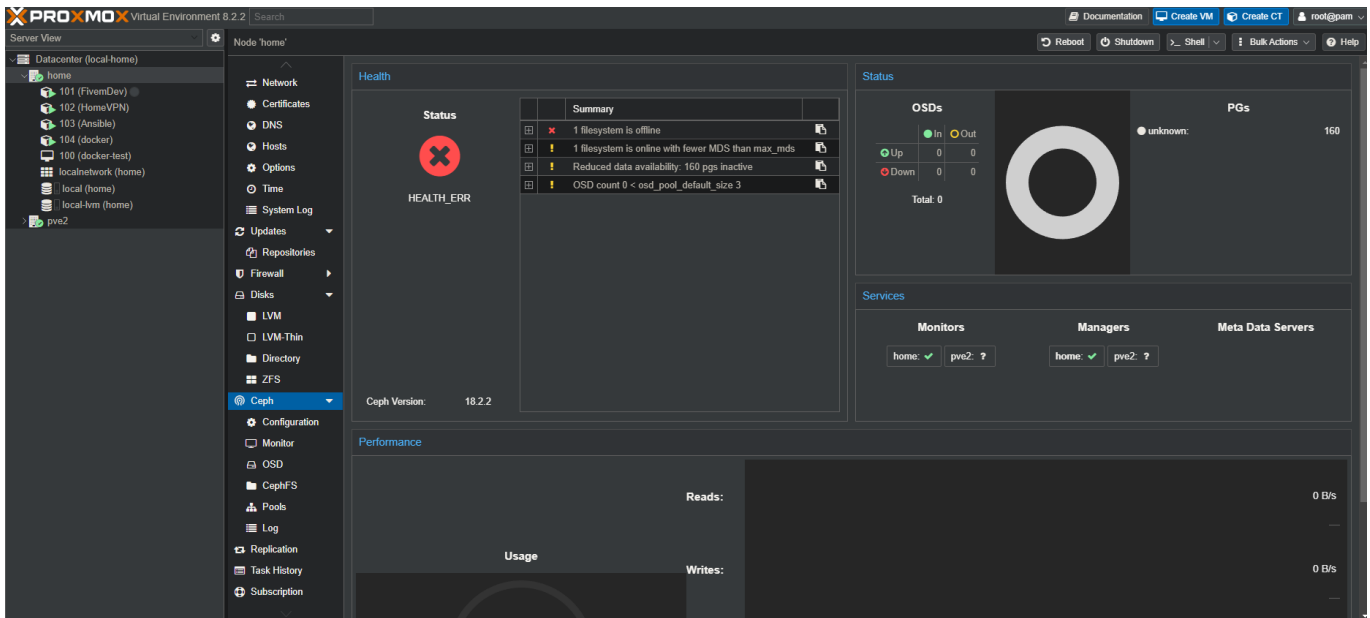 PROXMOX Virtual Environment 8.2.2 Search
Documentation Create VM Create CT root@pam
Server View
Datacenter (local-home)
home
101 (FivemDev)
102 (HomeVPN)
103 (Ansible)
104 (docker)
100 (docker-test)
localnetwork (home)
local (home)
local-lvm (home)
pve2
Node 'home'
Reboot Shutdown >_ Shell Bulk Actions Help
Network
Certificates
DNS
Hosts
Options
Time
System Log
Updates
Repositories
Firewall
Disks
LVM
LVM-Thin
Directory
ZFS
Ceph
Configuration
Monitor
OSD
CephFS
Pools
Log
Replication
Task History
Subscription
Health
Status
HEALTH_ERR
Summary
1 filesystem is offline
1 filesystem is online with fewer MDS than max_mds
Reduced data availability: 160 pgs inactive
OSD count 0 < osd_pool_default_size 3
Ceph Version: 18.2.2
Status
OSDs
In Out
Up 0 0
Down 0 0
Total: 0
PGs
unknown: 160
Services
Monitors Managers Meta Data Servers
home: ✔ pve2: ? home: ✔ pve2: ?
Performance
Usage
Reads: 0 B/s
Writes: 0 B/s